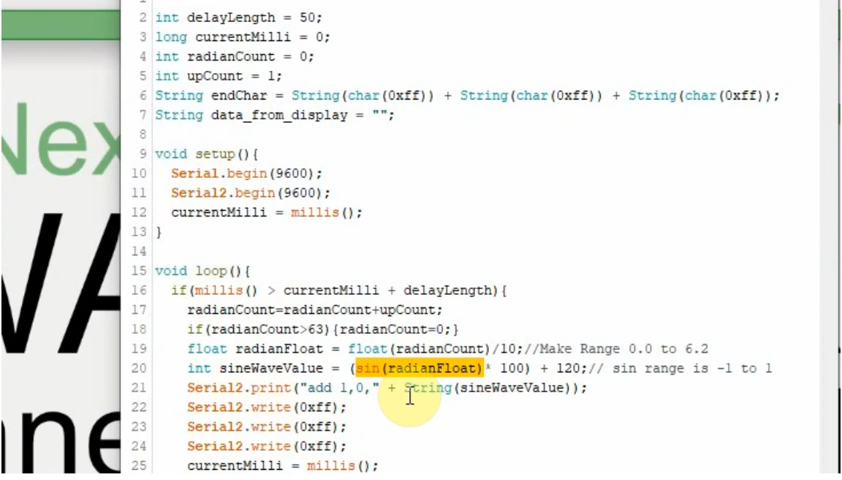 2 int delayLength = 50;
3 long currentMilli = 0;
4 int radianCount = 0;
5 int upCount = 1;
6 String endChar = String(char(0xff)) + String(char(0xff)) + String(char(0xff));
7 String data_from_display = "";
8
9 void setup(){
10 Serial.begin(9600);
11 Serial2.begin(9600);
12 currentMilli = millis();
13 }
14
15 void loop(){
16 if(millis() > currentMilli + delayLength){
17 radianCount=radianCount+upCount;
18 if(radianCount>63){radianCount=0;}
19 float radianFloat = float(radianCount)/10;//Make Range 0.0 to 6.2
20 int sineWaveValue = (sin(radianFloat)* 100) + 120;// sin range is -1 to 1
21 Serial2.print("add 1,0," + String(sineWaveValue));
22 Serial2.write(0xff);
23 Serial2.write(0xff);
24 Serial2.write(0xff);
25 currentMilli = millis();